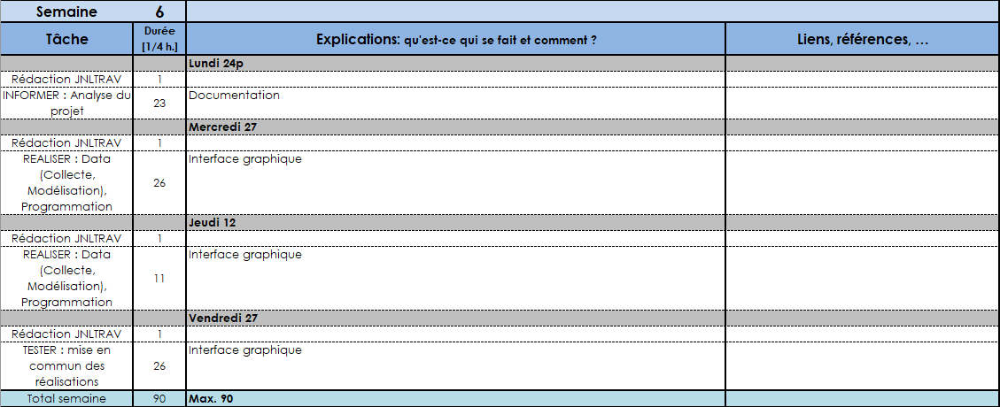 Semaine 6
Tâche Durée [1/4 h.] Explications: qu'est-ce qui se fait et comment ? Liens, références, …
Lundi 24p
Rédaction JNLTRAV 1
INFORMER : Analyse du projet 23 Documentation
Mercredi 27
Rédaction JNLTRAV 1
REALISER : Data (Collecte, Modélisation), Programmation 26 Interface graphique
Jeudi 12
Rédaction JNLTRAV 1
REALISER : Data (Collecte, Modélisation), Programmation 11 Interface graphique
Vendredi 27
Rédaction JNLTRAV 1
TESTER : mise en commun des réalisations 26 Interface graphique
Total semaine 90 Max. 90